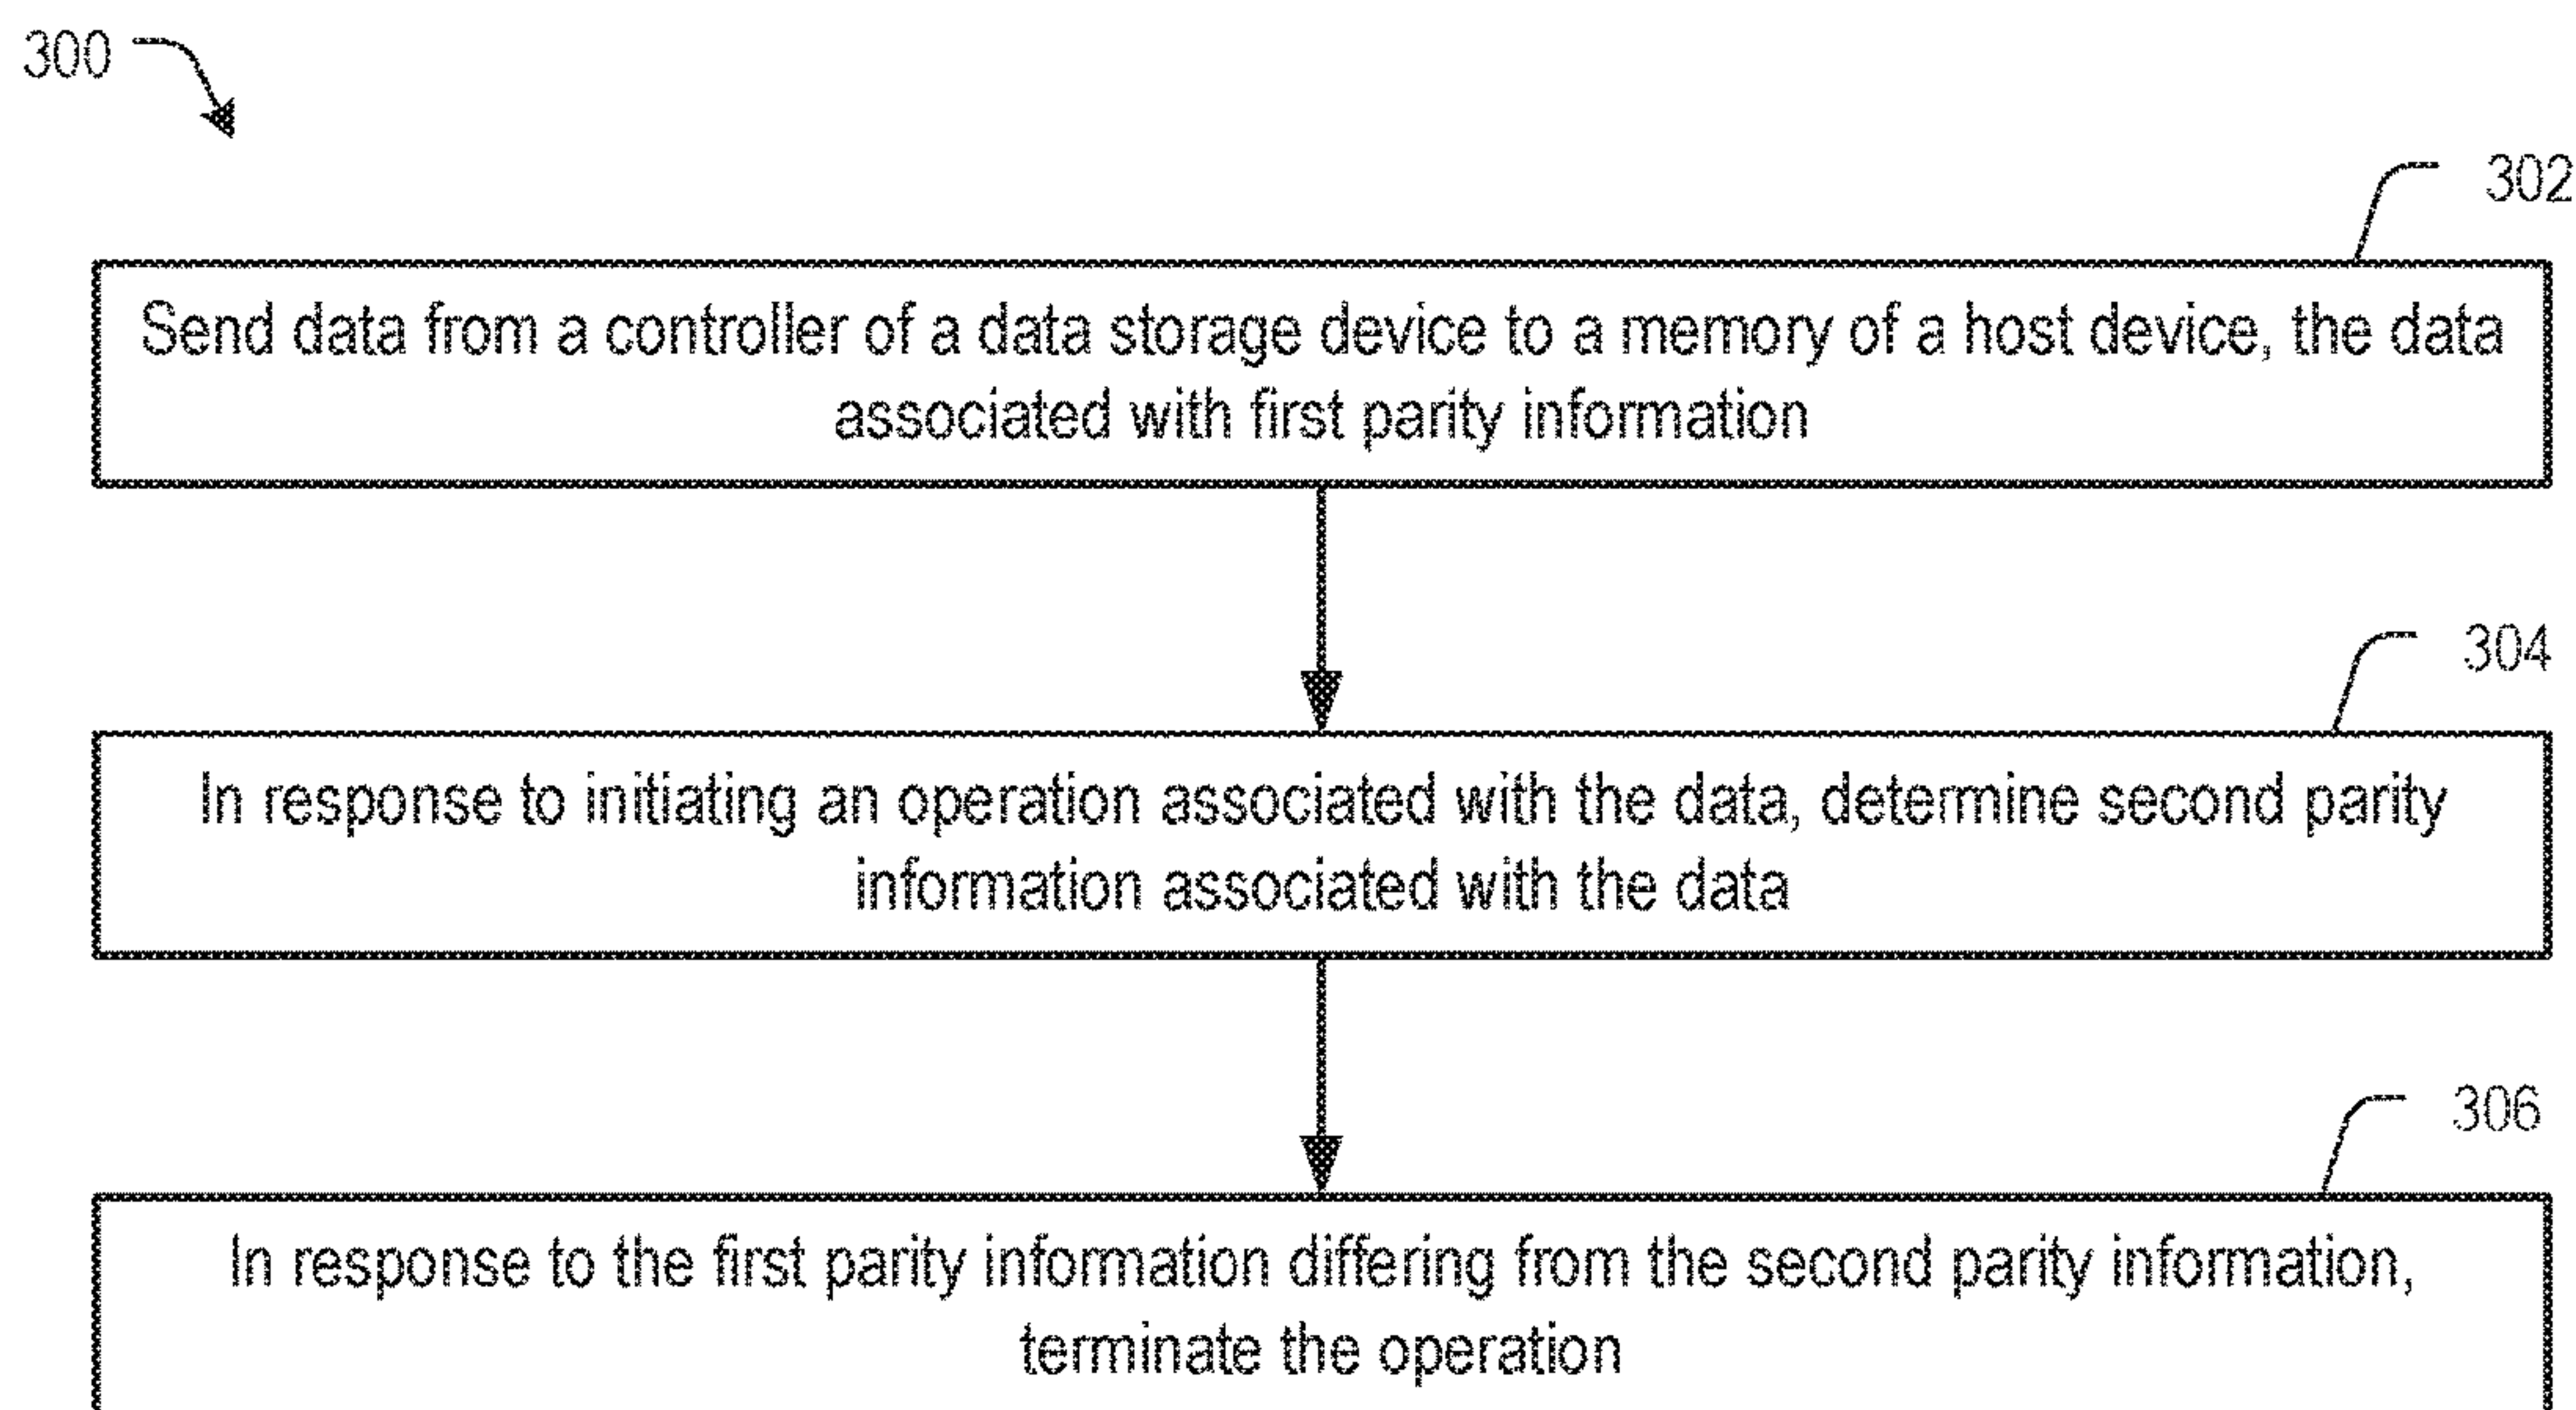 300
302
Send data from a controller of a data storage device to a memory of a host device, the data
associated with first parity information
304
In response to initiating an operation associated with the data, determine second parity
information associated with the data
306
In response to the first parity information differing from the second parity information,
terminate the operation